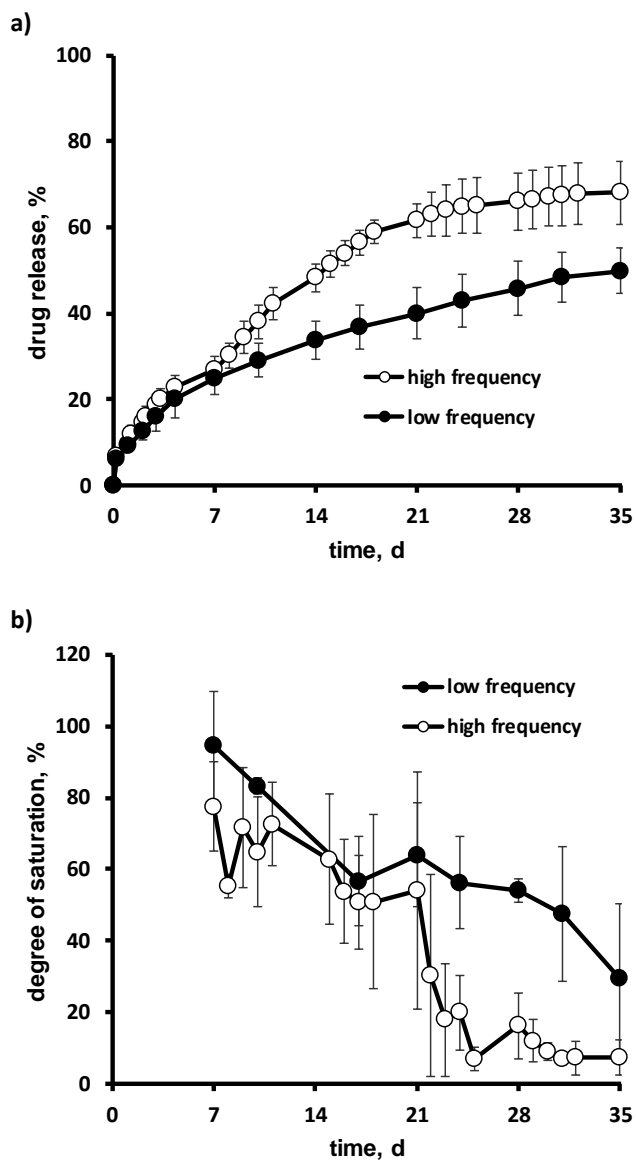 a)
100
80
60
40
20
0
drug release, %
high frequency
low frequency
0 7 14 21 28 35
time, d
b)
120
100
80
60
40
20
0
degree of saturation, %
low frequency
high frequency
0 7 14 21 28 35
time, d